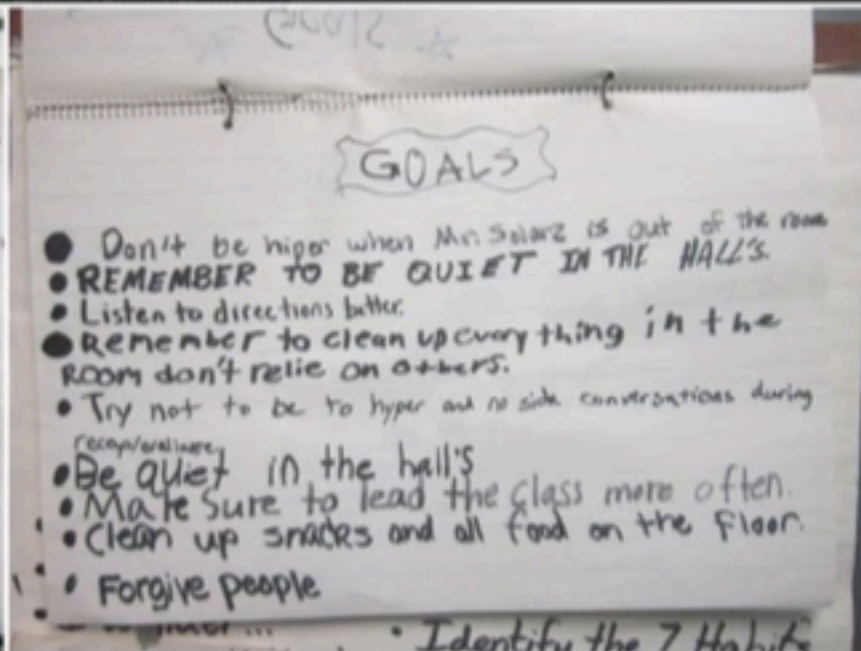 Goals
GOALS
Don't be hiper when Mr. Solarz is out of the room
REMEMBER TO BE QUIET IN THE HALL'S.
Listen to directions better.
Remember to clean up every thing in the
ROOM don't relie on others.
Try not to be to hyper and no side conversations during
Be quiet in the hall's
Make Sure to lead the class more often.
Clean up snacks and all food on the floor.
Forgive people
Identify the 7 Habits